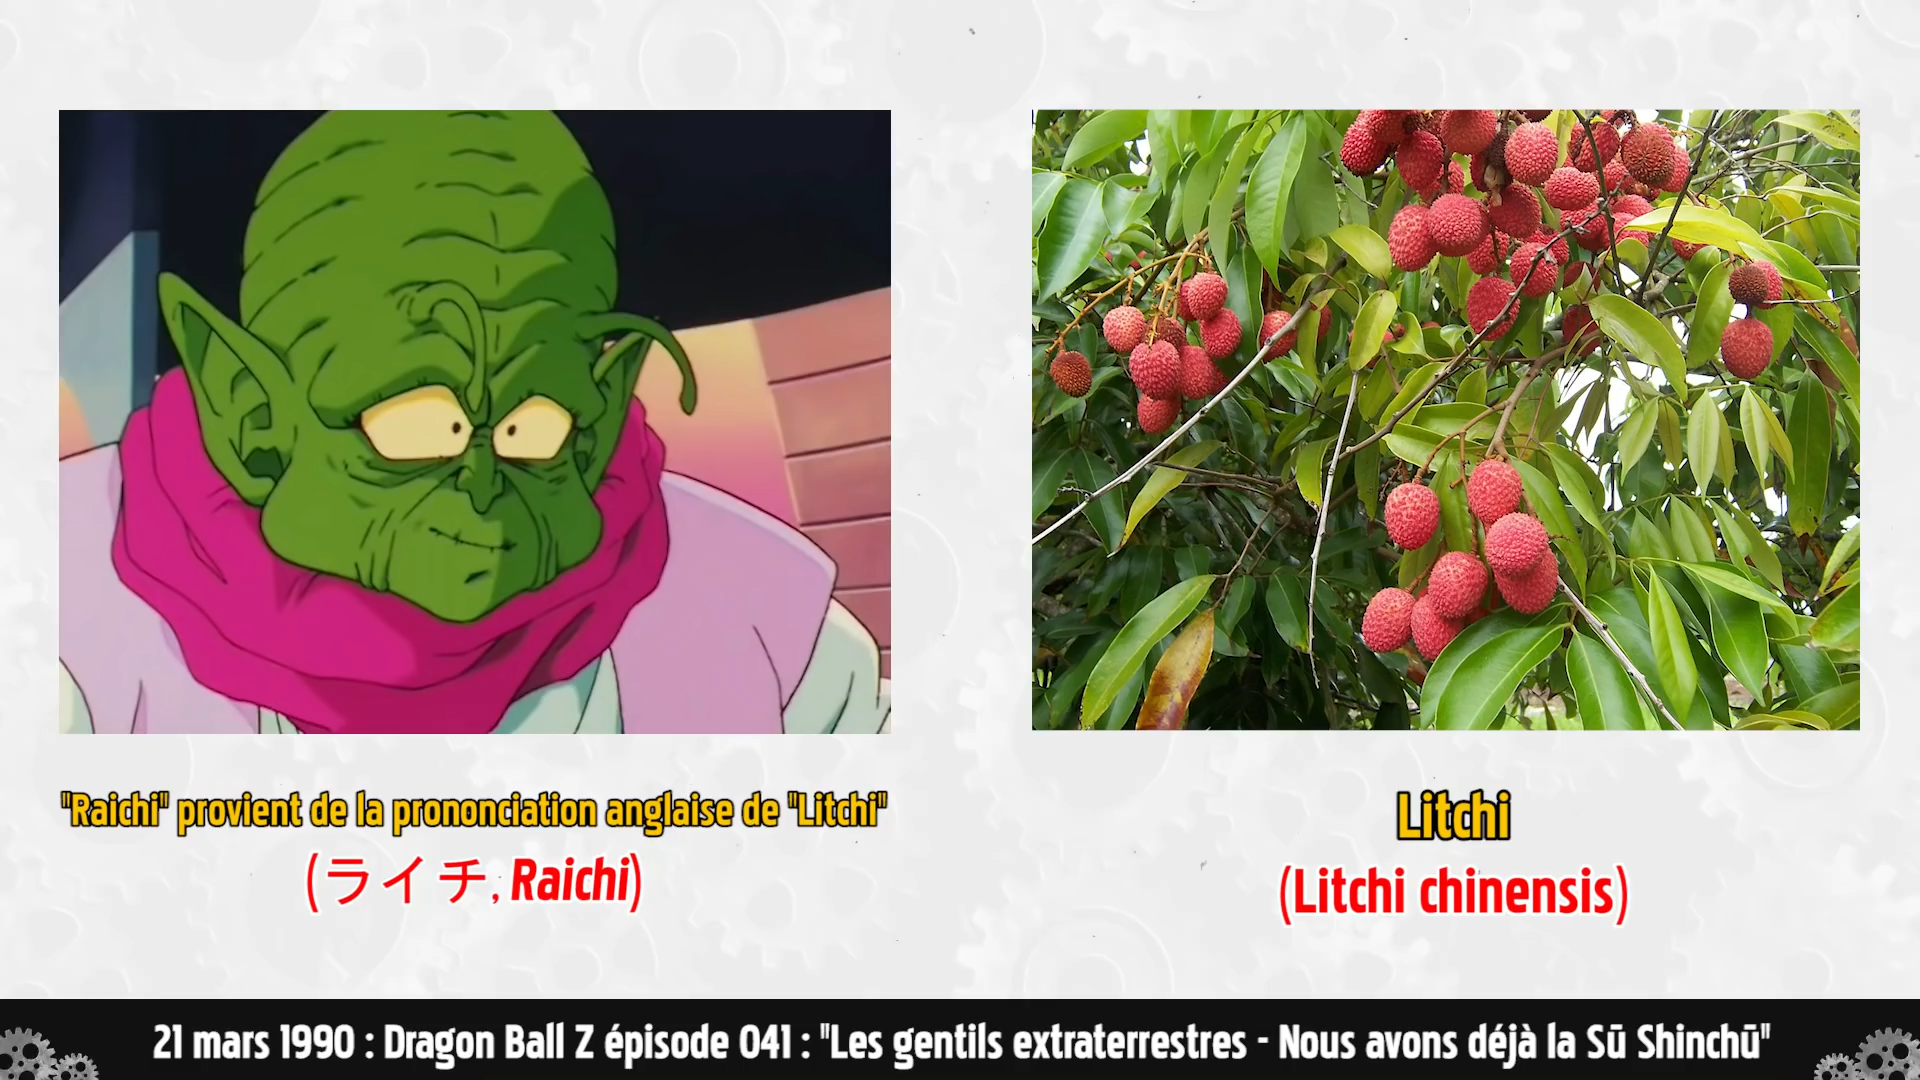 "Raichi" provient de la prononciation anglaise de "Litchi"
(ライチ, Raichi)
Litchi
(Litchi chinensis)
21 mars 1990 : Dragon Ball Z épisode 041 : "Les gentils extraterrestres - Nous avons déjà la Sū Shinchū"